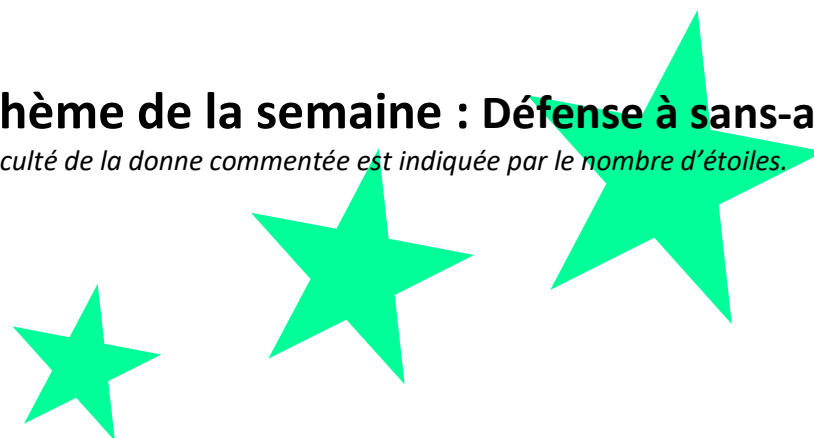 hème de la semaine : Défense à sans-a
culté de la donne commentée est indiquée par le nombre d’étoiles.